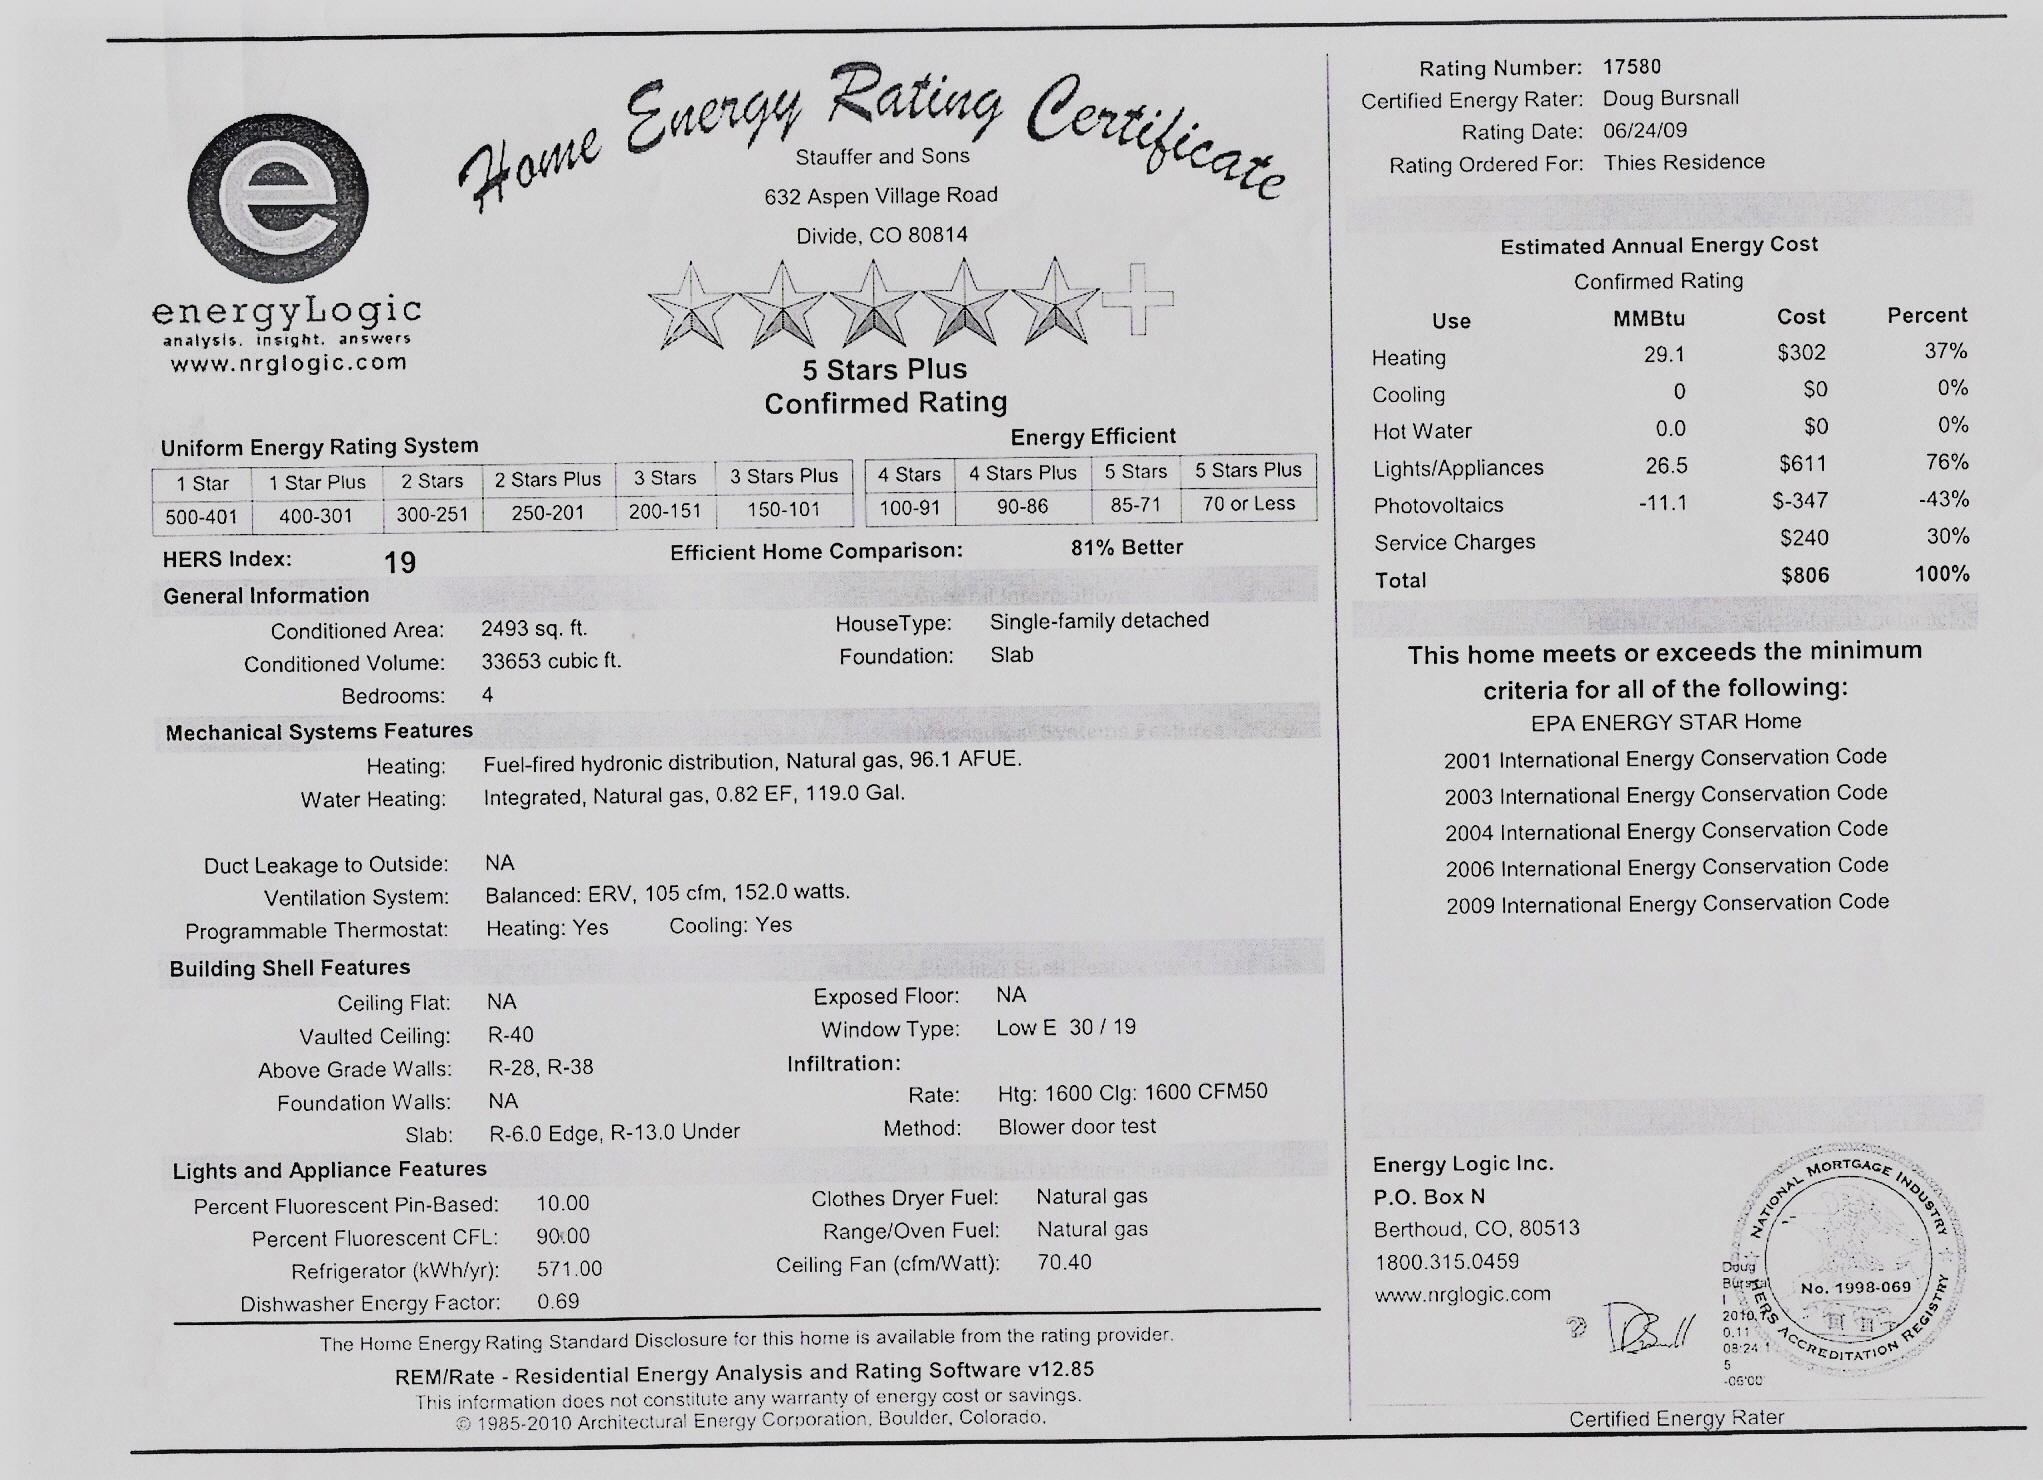 Home Energy Rating Certificate
Stauffer and Sons
632 Aspen Village Road
Divide, CO 80814
e
energyLogic
analysis. insight. answers
www.nrglogic.com
5 Stars Plus
Confirmed Rating
Uniform Energy Rating System Energy Efficient
1 Star 1 Star Plus 2 Stars 2 Stars Plus 3 Stars 3 Stars Plus 4 Stars 4 Stars Plus 5 Stars 5 Stars Plus
500-401 400-301 300-251 250-201 200-151 150-101 100-91 90-86 85-71 70 or Less
HERS Index: 19 Efficient Home Comparison: 81% Better
General Information
Conditioned Area: 2493 sq. ft. HouseType: Single-family detached
Conditioned Volume: 33653 cubic ft. Foundation: Slab
Bedrooms: 4
Mechanical Systems Features
Heating: Fuel-fired hydronic distribution, Natural gas, 96.1 AFUE.
Water Heating: Integrated, Natural gas, 0.82 EF, 119.0 Gal.
Duct Leakage to Outside: NA
Ventilation System: Balanced: ERV, 105 cfm, 152.0 watts.
Programmable Thermostat: Heating: Yes Cooling: Yes
Building Shell Features
Ceiling Flat: NA Exposed Floor: NA
Vaulted Ceiling: R-40 Window Type: Low E 30 / 19
Above Grade Walls: R-28, R-38 Infiltration:
Foundation Walls: NA Rate: Htg: 1600 Clg: 1600 CFM50
Slab: R-6.0 Edge, R-13.0 Under Method: Blower door test
Lights and Appliance Features
Percent Fluorescent Pin-Based: 10.00 Clothes Dryer Fuel: Natural gas
Percent Fluorescent CFL: 90.00 Range/Oven Fuel: Natural gas
Refrigerator (kWh/yr): 571.00 Ceiling Fan (cfm/Watt): 70.40
Dishwasher Energy Factor: 0.69
The Home Energy Rating Standard Disclosure for this home is available from the rating provider.
REM/Rate - Residential Energy Analysis and Rating Software v12.85
This information does not constitute any warranty of energy cost or savings.
© 1985-2010 Architectural Energy Corporation, Boulder, Colorado.
Rating Number: 17580
Certified Energy Rater: Doug Bursnall
Rating Date: 06/24/09
Rating Ordered For: Thies Residence
Estimated Annual Energy Cost
Confirmed Rating
Use MMBtu Cost Percent
Heating 29.1 $302 37%
Cooling 0 $0 0%
Hot Water 0.0 $0 0%
Lights/Appliances 26.5 $611 76%
Photovoltaics -11.1 $-347 -43%
Service Charges $240 30%
Total $806 100%
This home meets or exceeds the minimum
criteria for all of the following:
EPA ENERGY STAR Home
2001 International Energy Conservation Code
2003 International Energy Conservation Code
2004 International Energy Conservation Code
2006 International Energy Conservation Code
2009 International Energy Conservation Code
Energy Logic Inc.
P.O. Box N
Berthoud, CO, 80513
1800.315.0459
www.nrglogic.com
NATIONAL MORTGAGE INDUSTRY
HERS ACCREDITATION REGISTRY
No. 1998-069
Doug
0.11
08:24:1
5
-06'00'
Certified Energy Rater